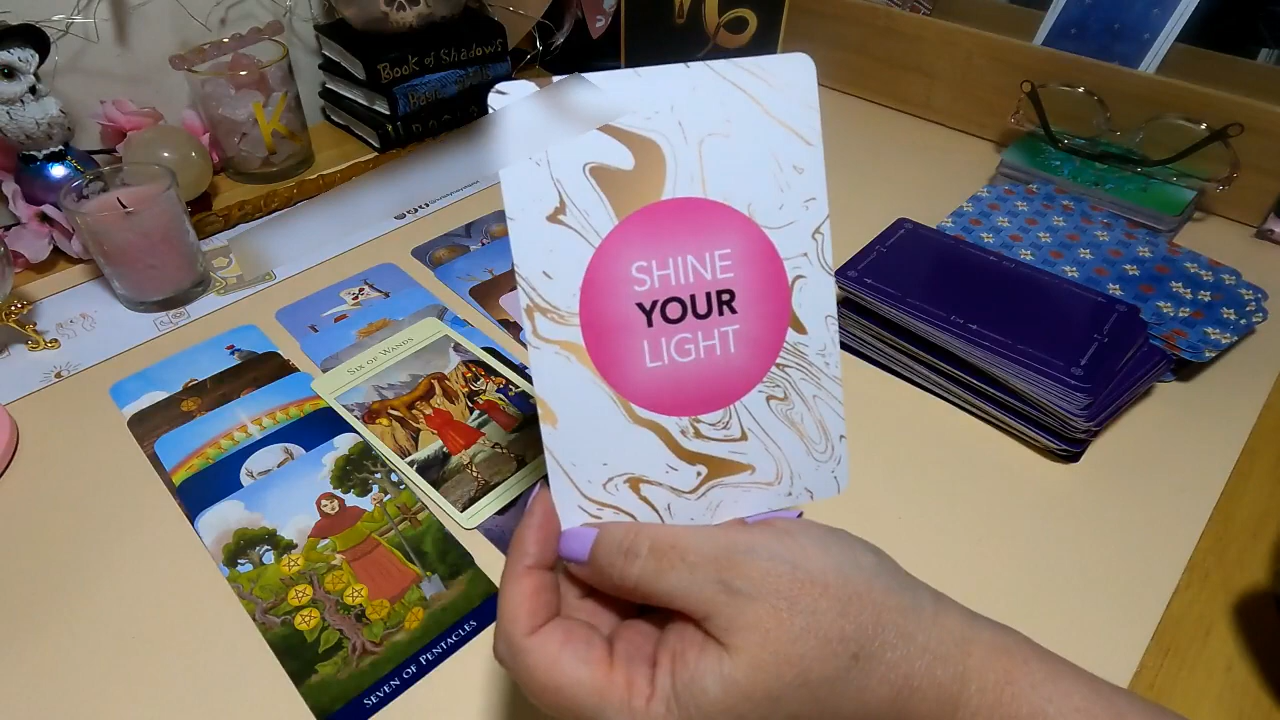 Book of Shadows
K
SHINE
YOUR
LIGHT
SIX OF WANDS
SEVEN OF PENTACLES